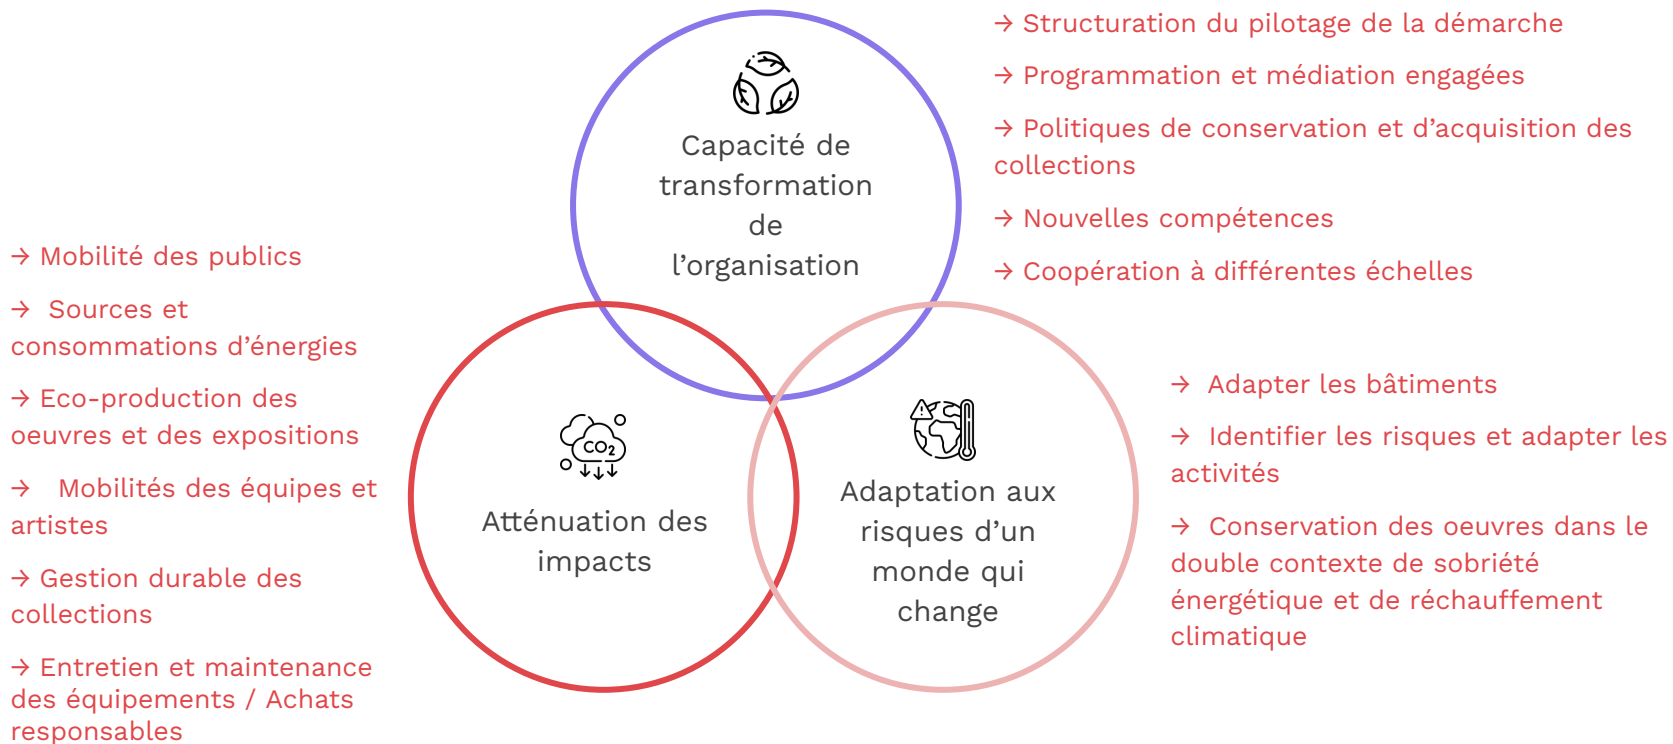 → Structuration du pilotage de la démarche
→ Programmation et médiation engagées
→ Politiques de conservation et d’acquisition des
collections
→ Nouvelles compétences
→ Coopération à différentes échelles
Capacité de
transformation
de
l’organisation
→ Mobilité des publics
→ Sources et
consommations d’énergies
→ Eco-production des
oeuvres et des expositions
→ Mobilités des équipes et
artistes
→ Gestion durable des
collections
→ Entretien et maintenance
des équipements / Achats
responsables
CO2
Atténuation des
impacts
Adaptation aux
risques d’un
monde qui
change
→ Adapter les bâtiments
→ Identifier les risques et adapter les
activités
→ Conservation des oeuvres dans le
double contexte de sobriété
énergétique et de réchauffement
climatique